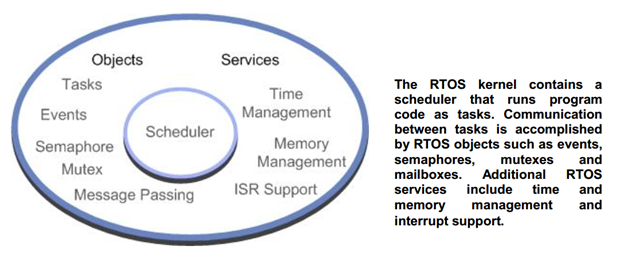 Objects
Services
Tasks
Events
Semaphore
Mutex
Message Passing
Scheduler
Time
Management
Memory
Management
ISR Support
The RTOS kernel contains a
scheduler that runs program
code as tasks. Communication
between tasks is accomplished
by RTOS objects such as events,
semaphores, mutexes and
mailboxes. Additional RTOS
services include time and
memory management and
interrupt support.